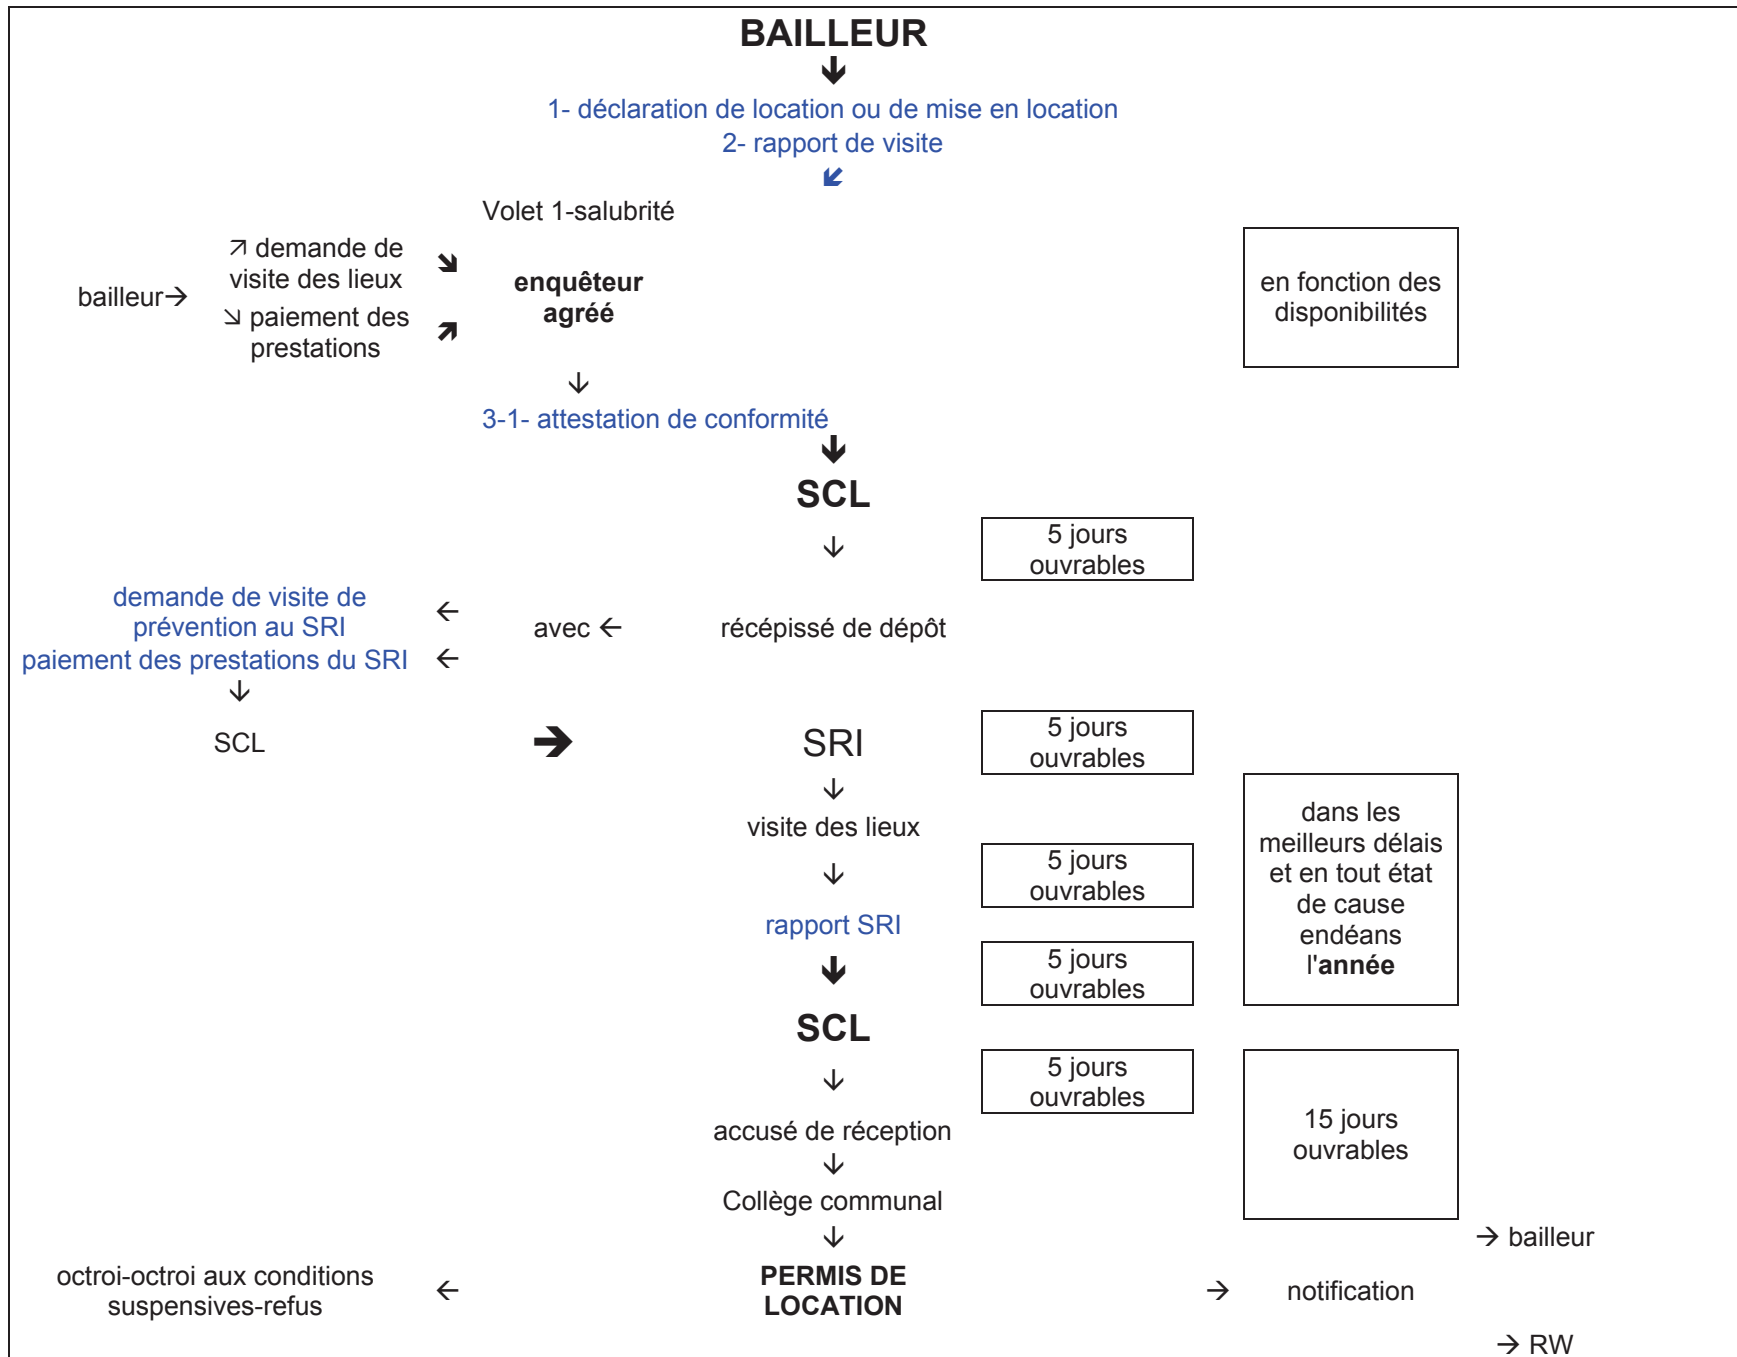 BAILLEUR
↓
1- déclaration de location ou de mise en location
2- rapport de visite
↙
Volet 1-salubrité
bailleur→
↗ demande de
visite des lieux
↘
↘ paiement des
prestations
↗
enquêteur
agréé
en fonction des
disponibilités
↓
3-1- attestation de conformité
↓
SCL
↓
5 jours
ouvrables
demande de visite de
prévention au SRI
←
paiement des prestations du SRI
←
avec ←
récépissé de dépôt
↓
SCL
→
SRI
5 jours
ouvrables
↓
visite des lieux
↓
5 jours
ouvrables
rapport SRI
↓
5 jours
ouvrables
dans les
meilleurs délais
et en tout état
de cause
endéans
l'année
SCL
↓
5 jours
ouvrables
accusé de réception
↓
Collège communal
↓
15 jours
ouvrables
→ bailleur
octroi-octroi aux conditions
suspensives-refus
←
PERMIS DE
LOCATION
→
notification
→ RW